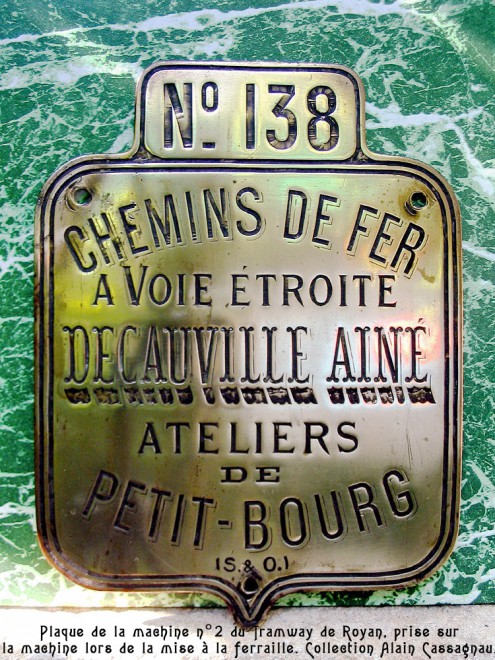 No. 138
CHEMINS DE FER
A VOIE ÉTROITE
DECAUVILLE AINÉ
ATELIERS
DE
PETIT-BOURG
(S. & O.)
Plaque de la machine n°2 du Tramway de Royan, prise sur
la machine lors de la mise à la ferraille. Collection Alain Cassagnau.